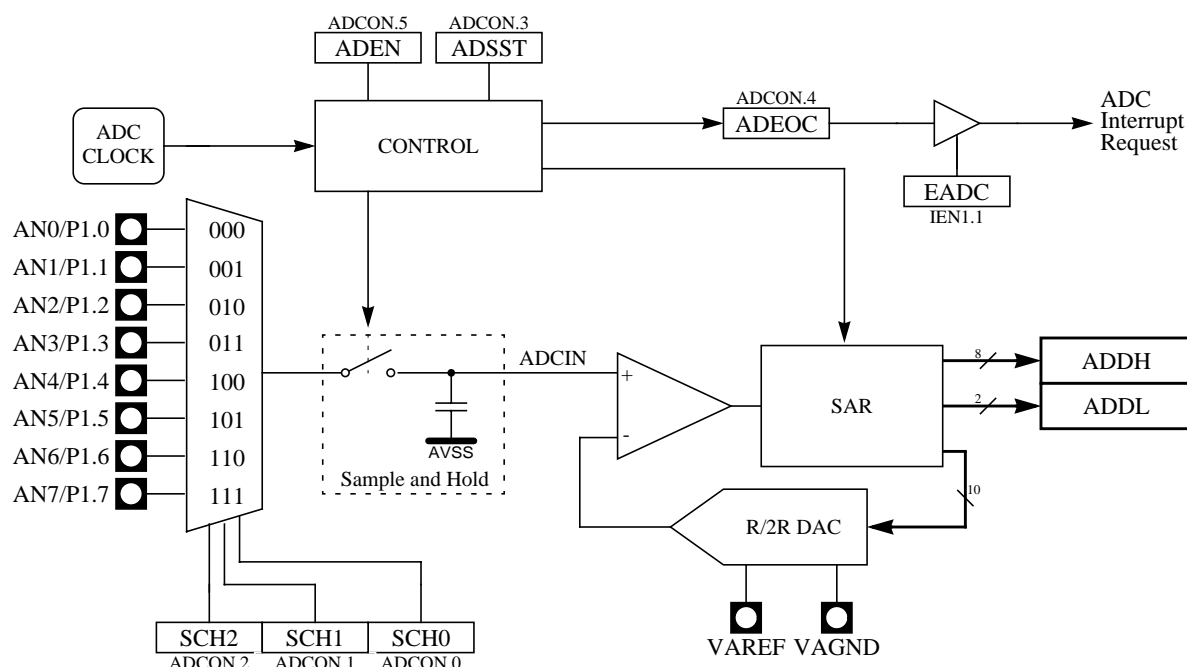 ADCON.5
ADEN
ADCON.3
ADSST
ADC
CLOCK
CONTROL
ADCON.4
ADEOC
ADC
Interrupt
Request
EADC
IEN1.1
AN0/P1.0
000
AN1/P1.1
001
AN2/P1.2
010
AN3/P1.3
011
AN4/P1.4
100
AN5/P1.5
101
AN6/P1.6
110
AN7/P1.7
111
ADCIN
+
-
AVSS
Sample and Hold
SAR
8
ADDH
2
ADDL
10
R/2R DAC
VAREF
VAGND
SCH2
SCH1
SCH0
ADCON.2
ADCON.1
ADCON.0